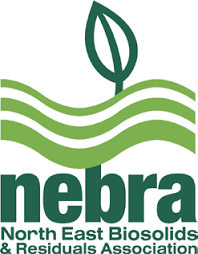 nebra
North East Biosolids
& Residuals Association